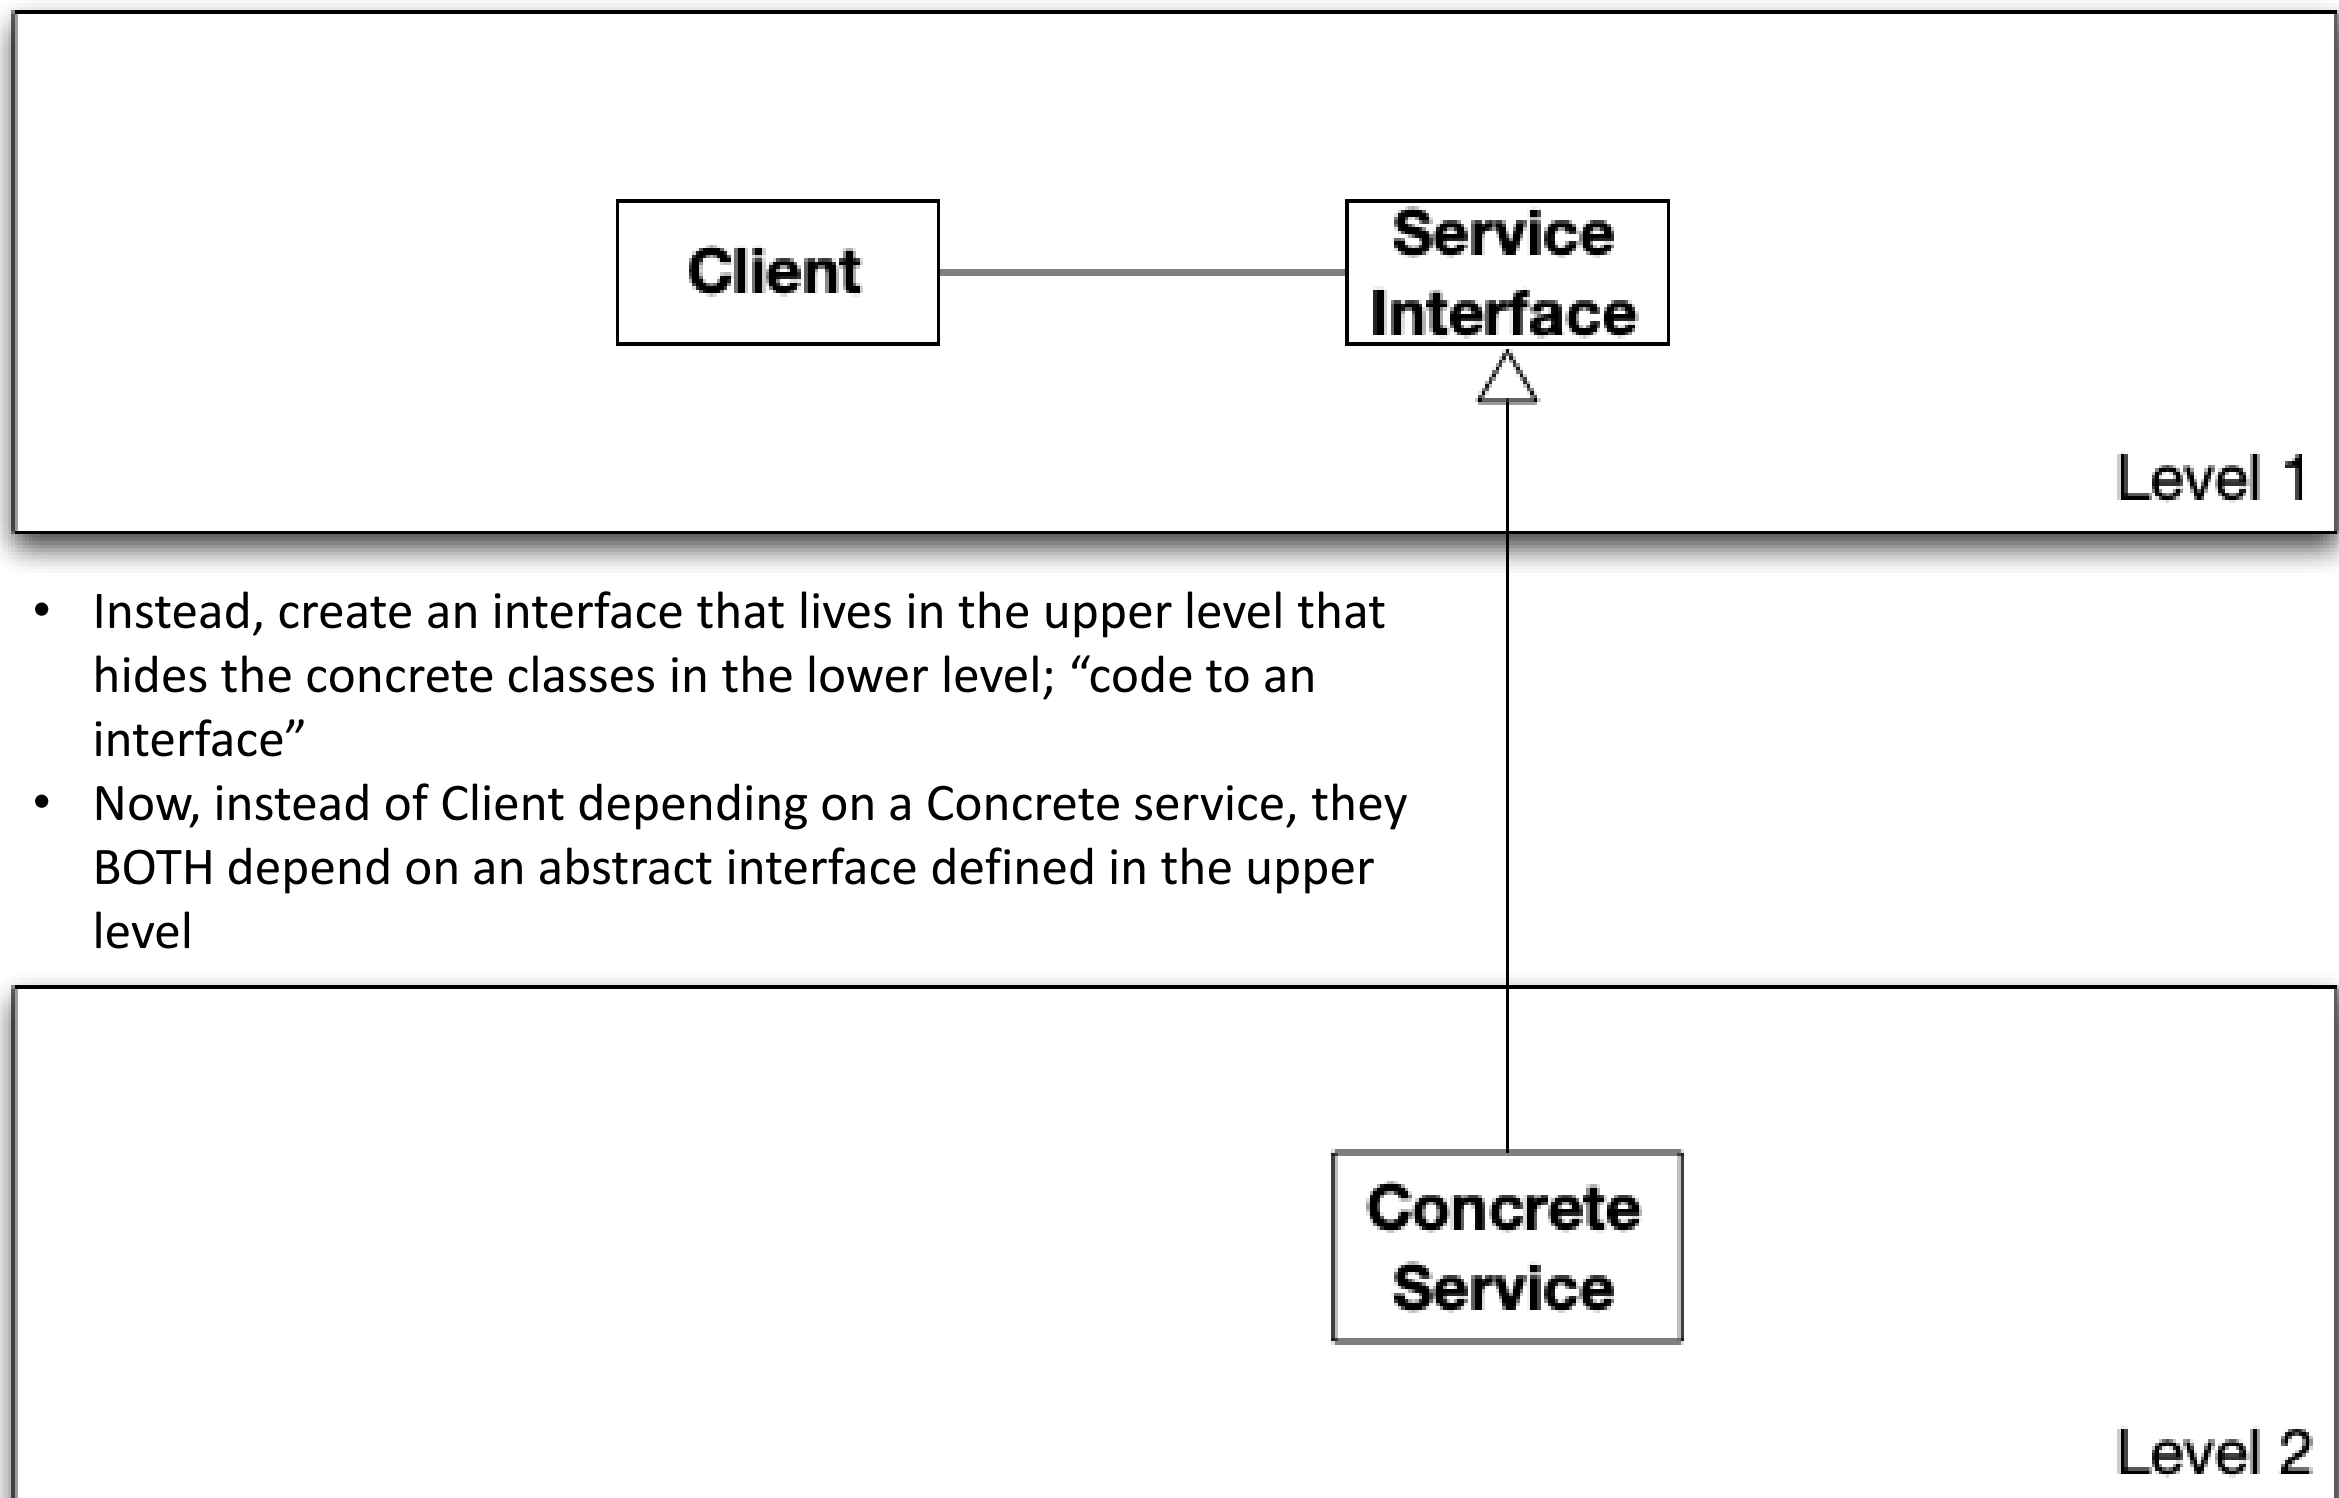 Client
Service
Interface
Level 1
• Instead, create an interface that lives in the upper level that
hides the concrete classes in the lower level; “code to an
interface”
• Now, instead of Client depending on a Concrete service, they
BOTH depend on an abstract interface defined in the upper
level
Concrete
Service
Level 2